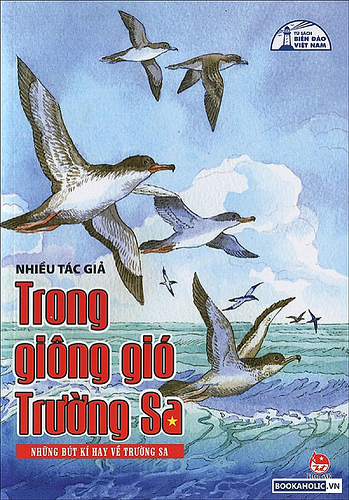 TỦ SÁCH
BIỂN ĐẢO
VIỆT NAM
NHIỀU TÁC GIẢ
Trong
giông gió
Trường Sa
NHỮNG BÚT KÍ HAY VỀ TRƯỜNG SA
BOOKAHOLIC.VN